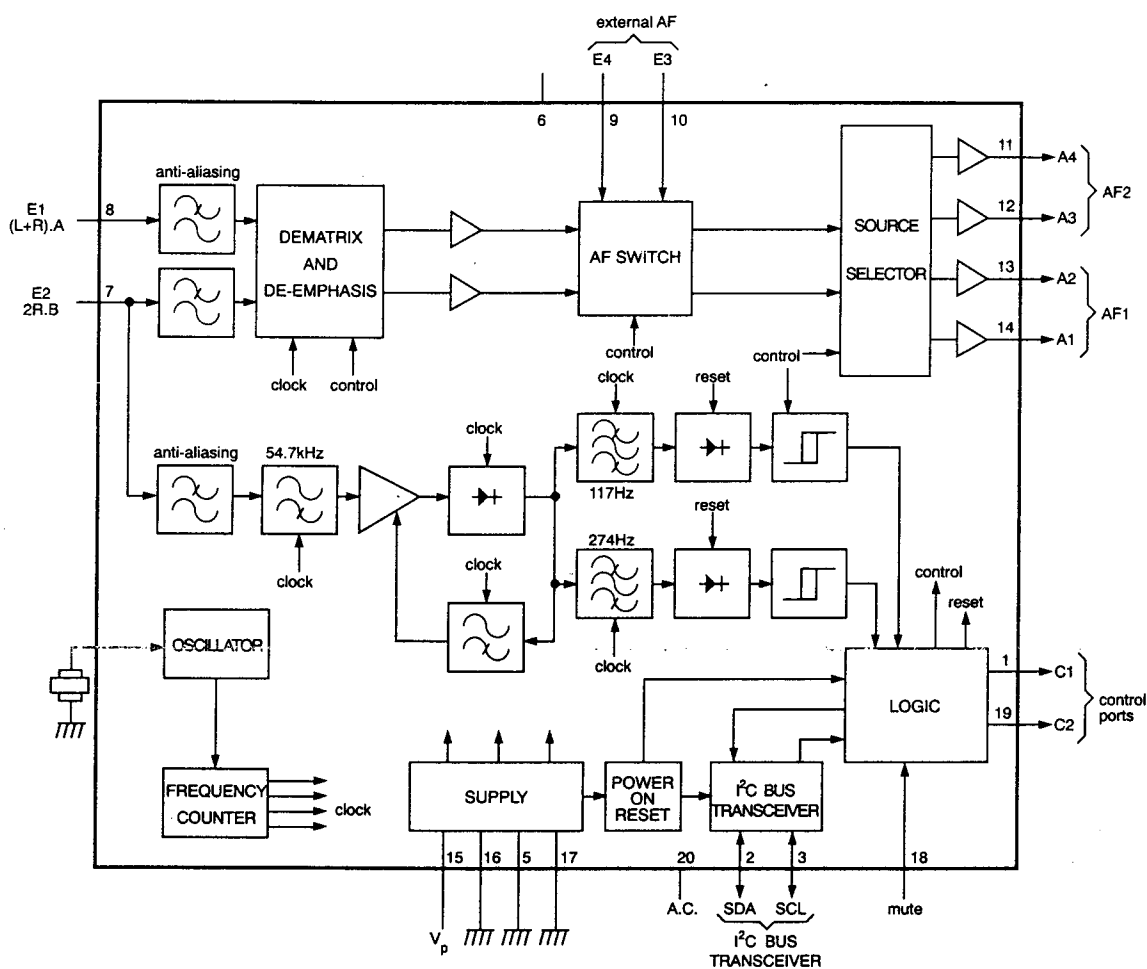 external AF
E4 E3
6 9 10
11
A4
AF2
12
A3
13
A2
AF1
14
A1
anti-aliasing
E1
(L+R).A
8
E2
2R.B
7
DEMATRIX
AND
DE-EMPHASIS
AF SWITCH
SOURCE
SELECTOR
clock control
control
clock
reset
control
anti-aliasing
54.7kHz
clock
117Hz
reset
274Hz
clock
clock
clock
control
reset
OSCILLATOR
LOGIC
1
C1
19
C2
control
ports
FREQUENCY
COUNTER
clock
SUPPLY
POWER
ON
RESET
I²C BUS
TRANSCEIVER
15 16 5 17 20 2 3 18
Vp
A.C.
SDA SCL
mute
I²C BUS
TRANSCEIVER